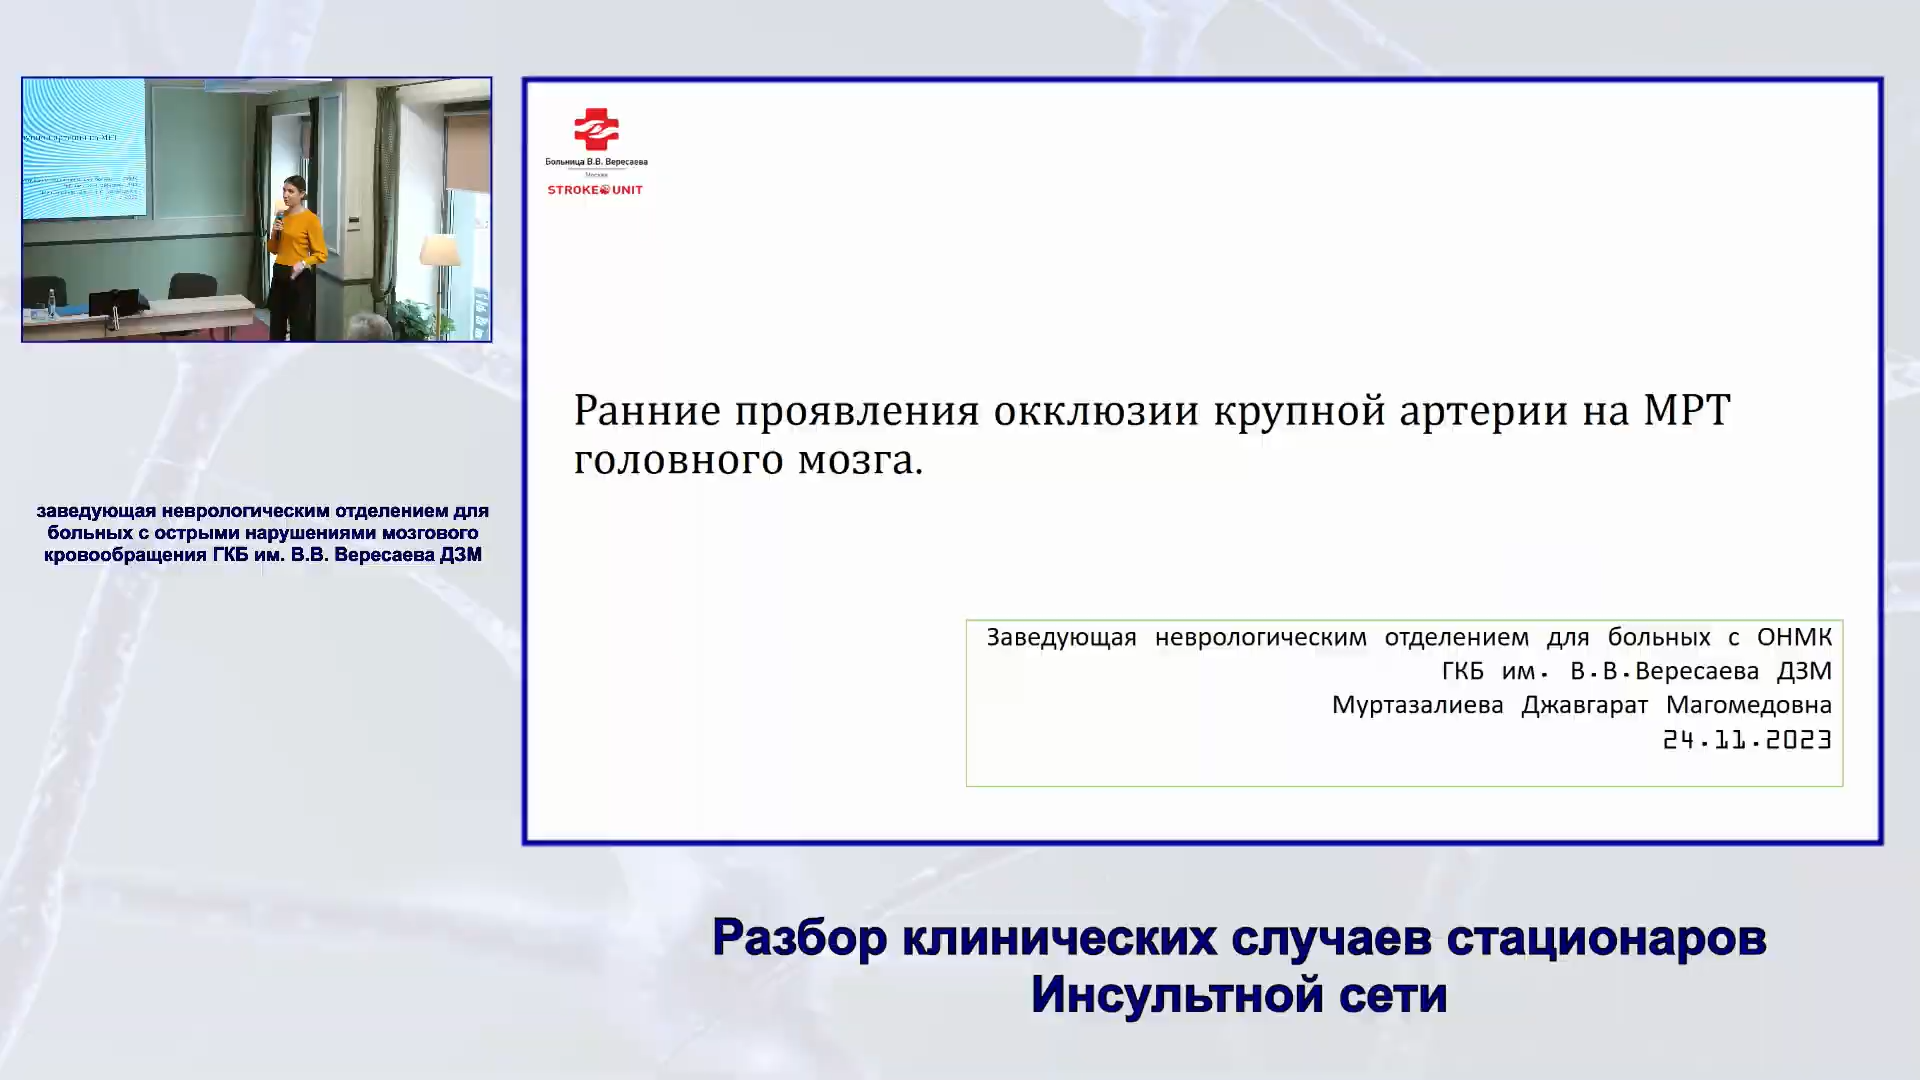 Больница В.В. Вересаева
Москва
STROKE UNIT
Ранние проявления окклюзии крупной артерии на МРТ
головного мозга.
Заведующая неврологическим отделением для больных с ОНМК
ГКБ им. В.В.Вересаева ДЗМ
Муртазалиева Джавгарат Магомедовна
24.11.2023
заведующая неврологическим отделением для
больных с острыми нарушениями мозгового
кровообращения ГКБ им. В.В. Вересаева ДЗМ
Разбор клинических случаев стационаров
Инсультной сети